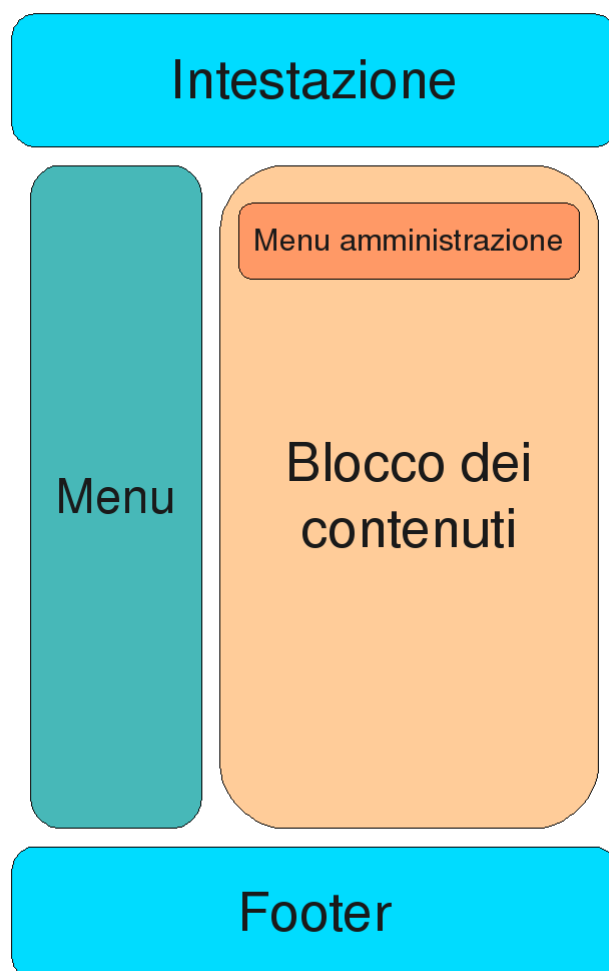 Intestazione
Menu amministrazione
Menu
Blocco dei
contenuti
Footer